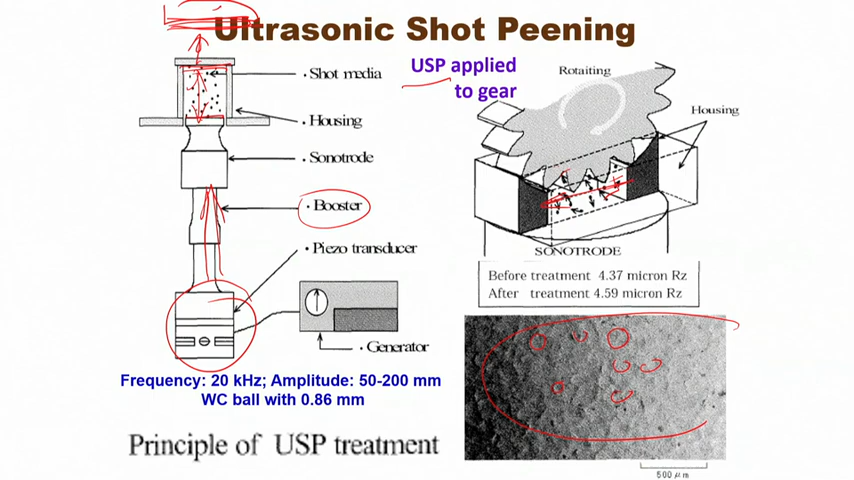 Ultrasonic Shot Peening
Shot media
Housing
Sonotrode
Booster
Piezo transducer
Generator
Frequency: 20 kHz; Amplitude: 50-200 mm
WC ball with 0.86 mm
Principle of USP treatment
USP applied
to gear
Rotaiting
Housing
SONOTRODE
Before treatment 4.37 micron Rz
After treatment 4.59 micron Rz
500 μm